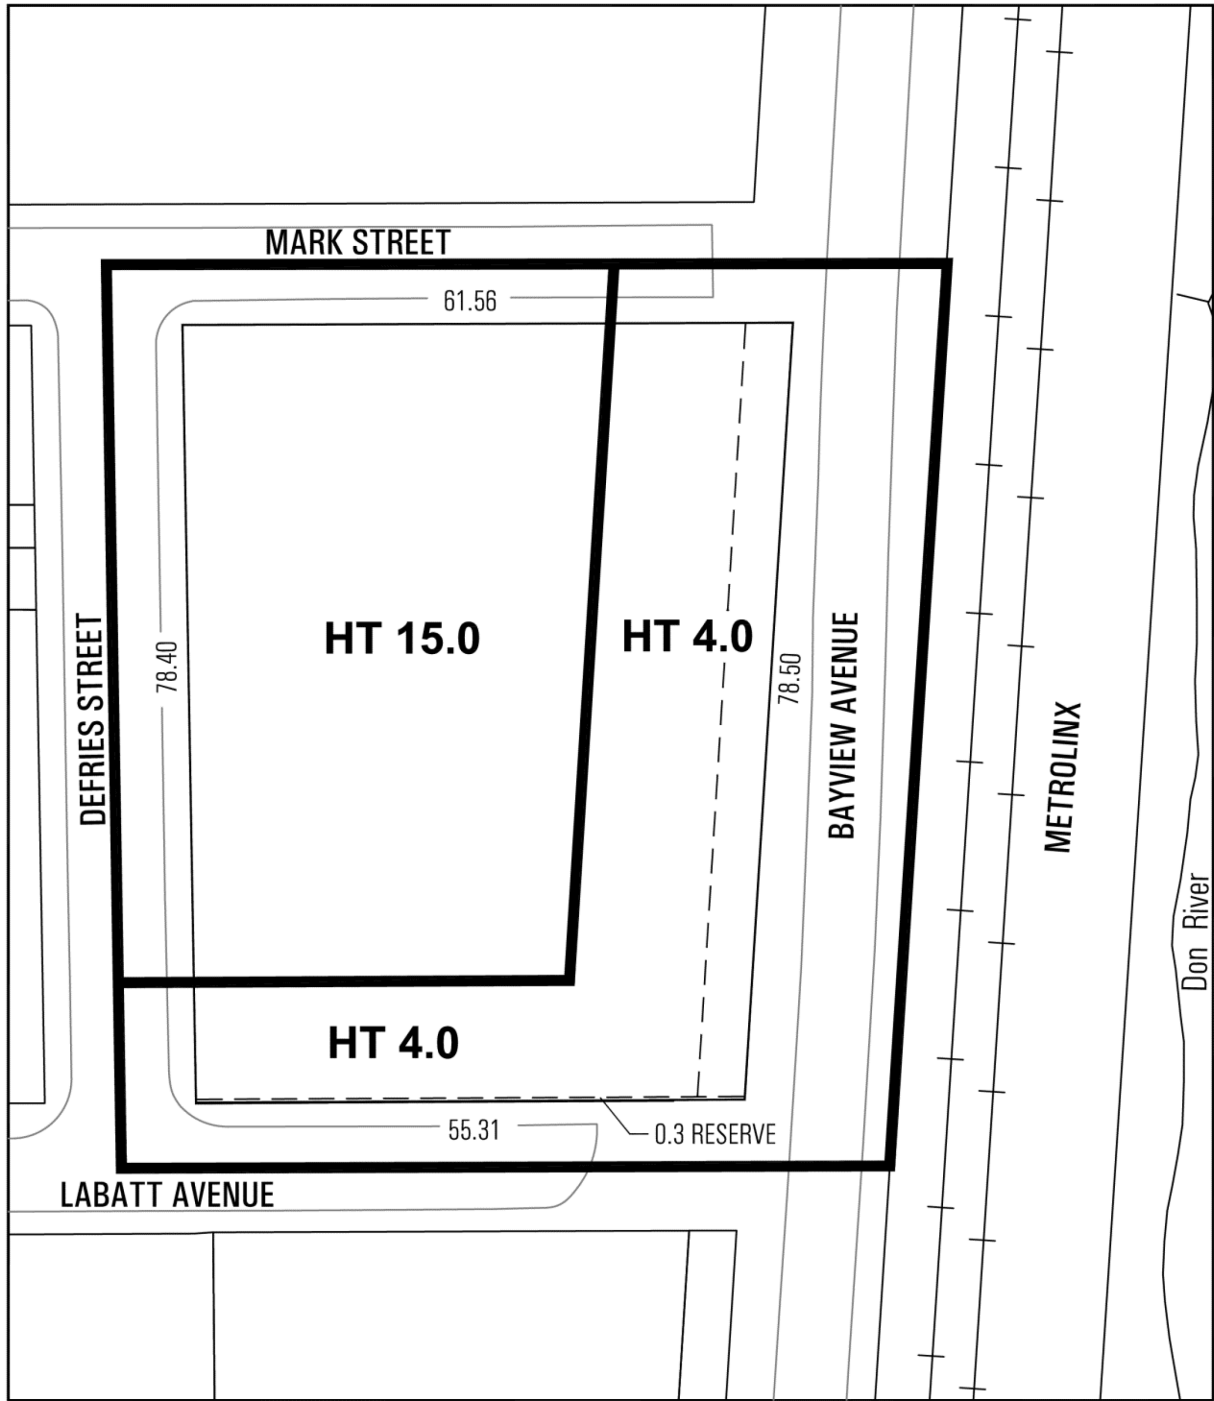 MARK STREET
61.56
HT 15.0
HT 4.0
78.40
78.50
DEFRIES STREET
BAYVIEW AVENUE
METROLINX
Don River
HT 4.0
55.31
0.3 RESERVE
LABATT AVENUE